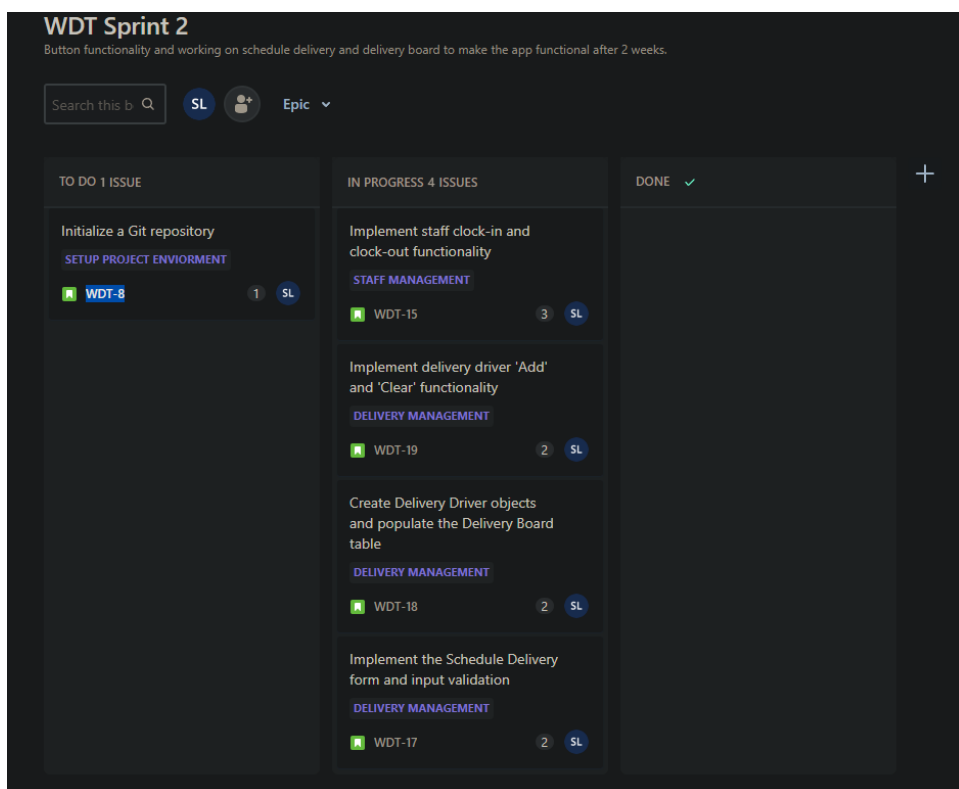 WDT Sprint 2
Button functionality and working on schedule delivery and delivery board to make the app functional after 2 weeks.
Search this b
SL
Epic
TO DO 1 ISSUE
Initialize a Git repository
SETUP PROJECT ENVIORMENT
WDT-8 1 SL
IN PROGRESS 4 ISSUES
Implement staff clock-in and
clock-out functionality
STAFF MANAGEMENT
WDT-15 3 SL
Implement delivery driver 'Add'
and 'Clear' functionality
DELIVERY MANAGEMENT
WDT-19 2 SL
Create Delivery Driver objects
and populate the Delivery Board
table
DELIVERY MANAGEMENT
WDT-18 2 SL
Implement the Schedule Delivery
form and input validation
DELIVERY MANAGEMENT
WDT-17 2 SL
DONE